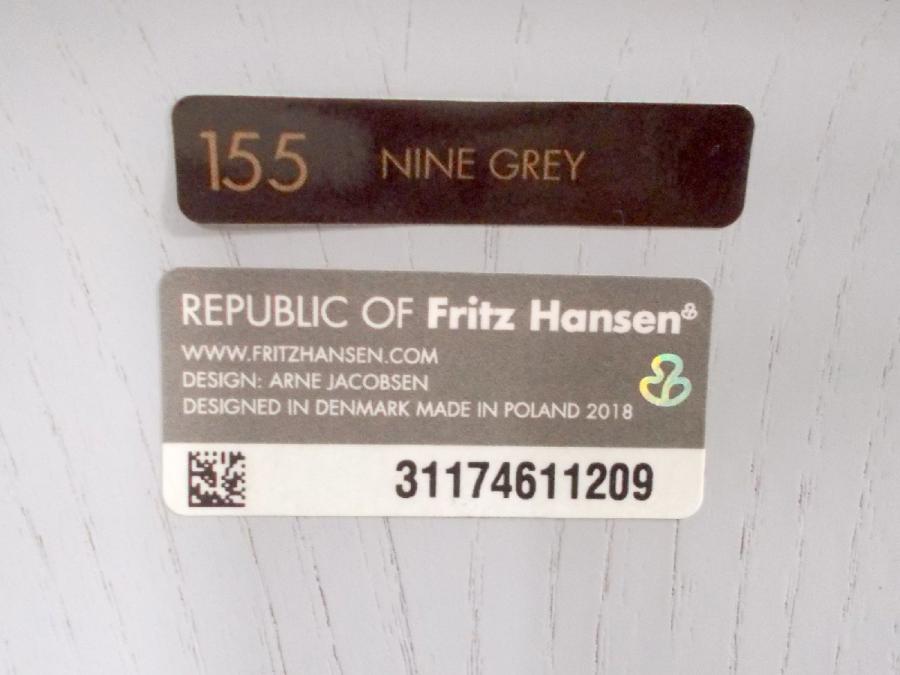 155 NINE GREY
REPUBLIC OF Fritz Hansen
WWW.FRITZHANSEN.COM
DESIGN: ARNE JACOBSEN
DESIGNED IN DENMARK MADE IN POLAND 2018
31174611209